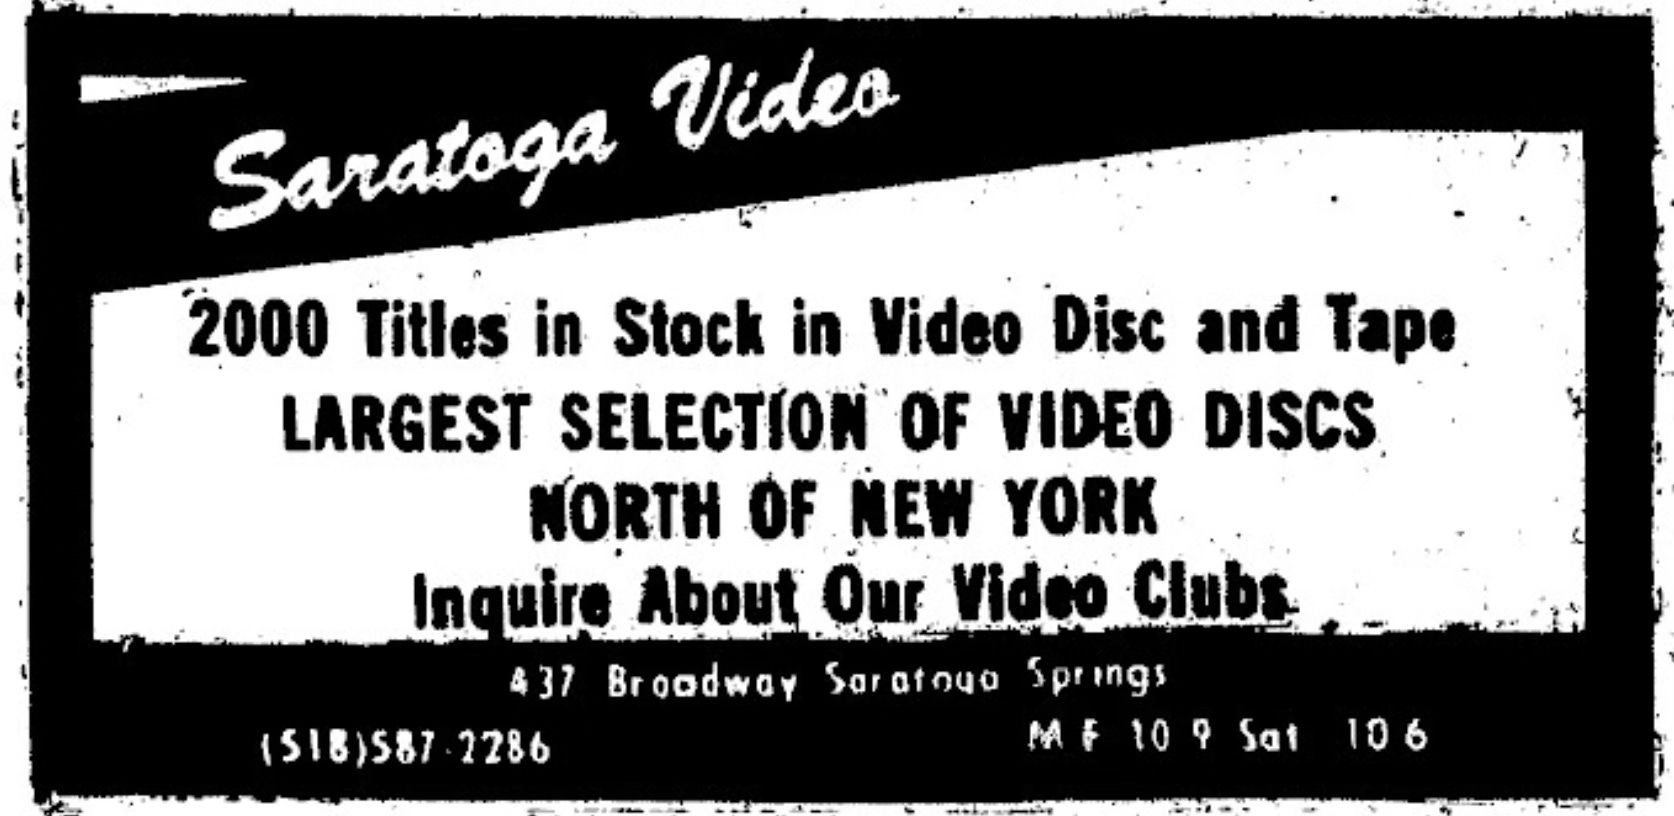 Saratoga Video
2000 Titles in Stock in Video Disc and Tape
LARGEST SELECTION OF VIDEO DISCS
NORTH OF NEW YORK
Inquire About Our Video Clubs
437 Broadway Saratoga Springs
(518)587-2286
M F 10 9 Sat 10 6